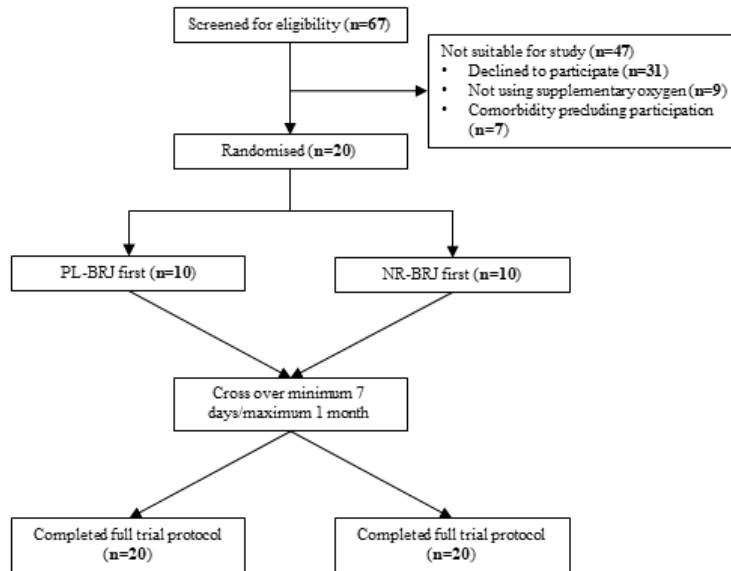 Screened for eligibility (n=67)
Not suitable for study (n=47)
• Declined to participate (n=31)
• Not using supplementary oxygen (n=9)
• Comorbidity precluding participation
(n=7)
Randomised (n=20)
PL-BRJ first (n=10)
NR-BRJ first (n=10)
Cross over minimum 7
days/maximum 1 month
Completed full trial protocol
(n=20)
Completed full trial protocol
(n=20)